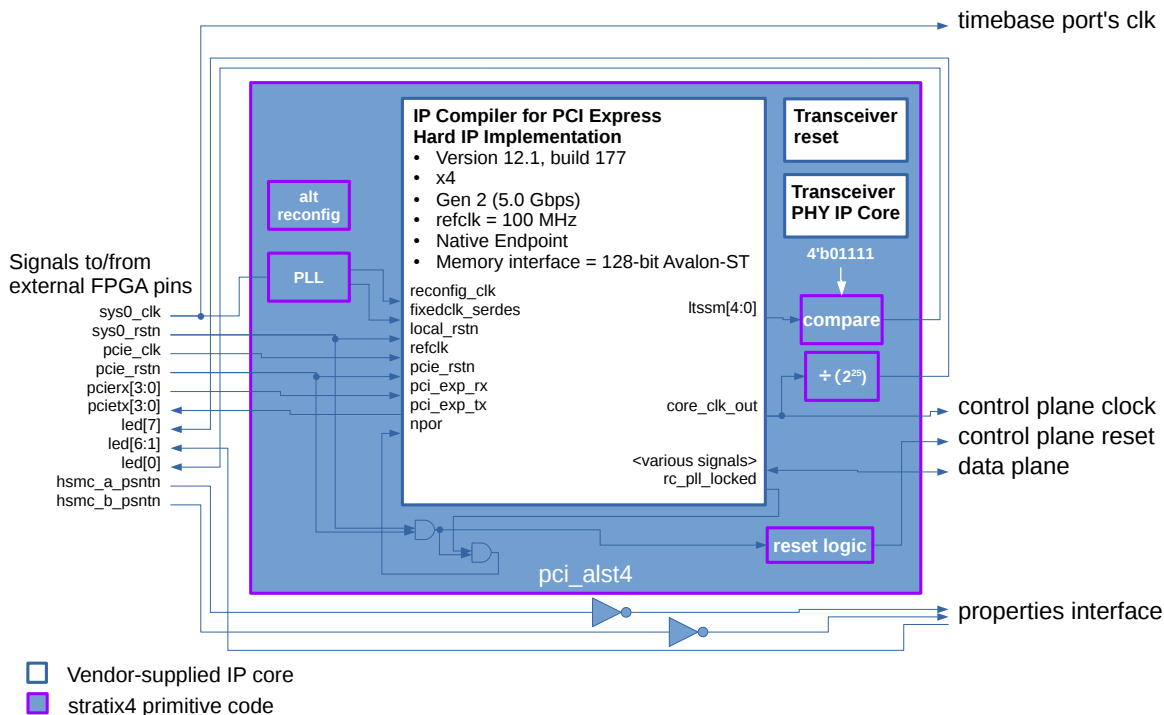 timebase port's clk
IP Compiler for PCI Express
Hard IP Implementation
• Version 12.1, build 177
• x4
• Gen 2 (5.0 Gbps)
• refclk = 100 MHz
• Native Endpoint
• Memory interface = 128-bit Avalon-ST
Transceiver
reset
Transceiver
PHY IP Core
alt
reconfig
PLL
4'b01111
compare
÷(2²⁵)
Signals to/from
external FPGA pins
sys0_clk
sys0_rstn
pcie_clk
pcie_rstn
pcierx[3:0]
pcietx[3:0]
led[7]
led[6:1]
led[0]
hsmc_a_psntn
hsmc_b_psntn
reconfig_clk
fixedclk_serdes
local_rstn
refclk
pcie_rstn
pci_exp_rx
pci_exp_tx
npor
ltssm[4:0]
core_clk_out
<various signals>
rc_pll_locked
control plane clock
control plane reset
data plane
reset logic
pci_alst4
properties interface
Vendor-supplied IP core
stratix4 primitive code